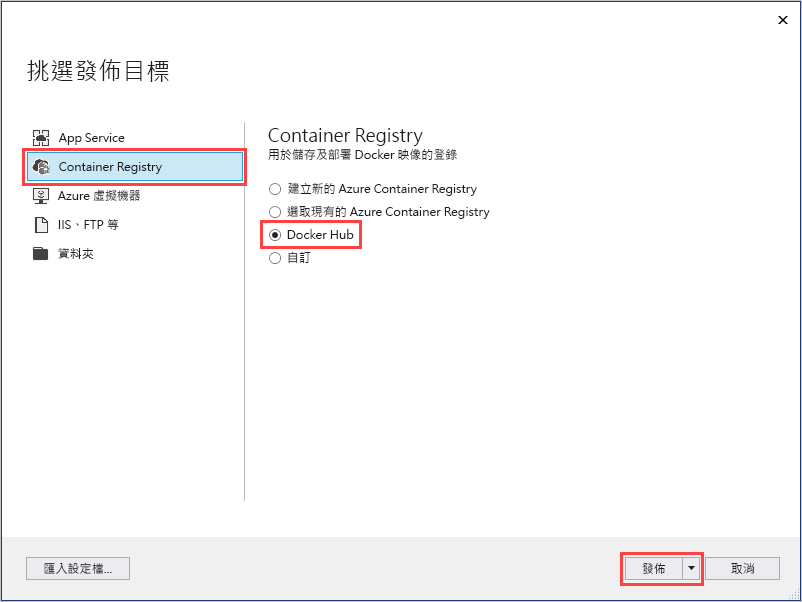 挑選發佈目標
App Service
Container Registry
Azure 虛擬機器
IIS、FTP 等
資料夾
Container Registry
用於儲存及部署 Docker 映像的登錄
建立新的 Azure Container Registry
選取現有的 Azure Container Registry
Docker Hub
自訂
匯入設定檔...
發佈
取消